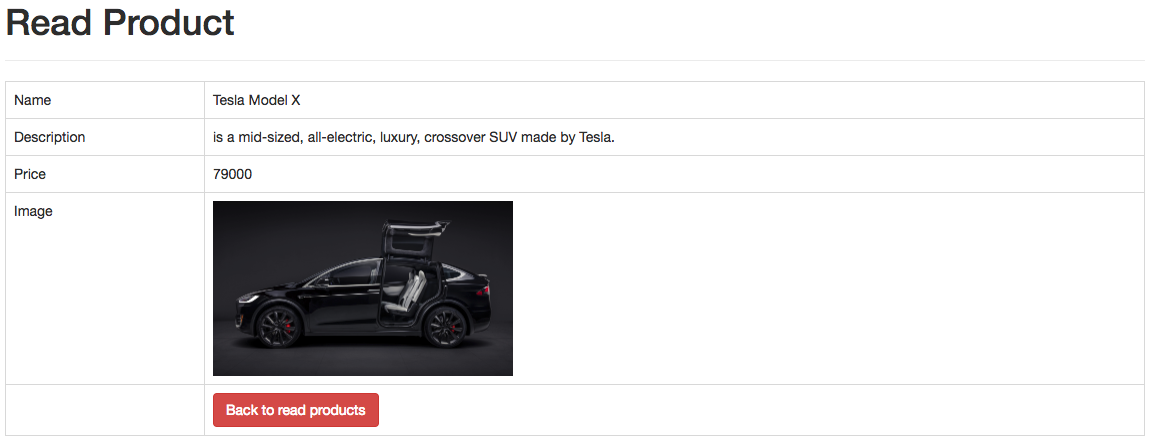 Read Product
Name Tesla Model X
Description is a mid-sized, all-electric, luxury, crossover SUV made by Tesla.
Price 79000
Image
Back to read products